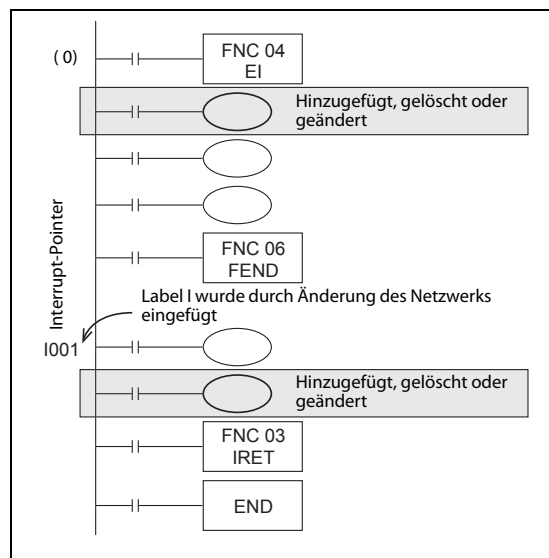 ( 0)
FNC 04
EI
Hinzugefügt, gelöscht oder
geändert
Interrupt-Pointer
FNC 06
FEND
Label I wurde durch Änderung des Netzwerks
eingefügt
I001
Hinzugefügt, gelöscht oder
geändert
FNC 03
IRET
END